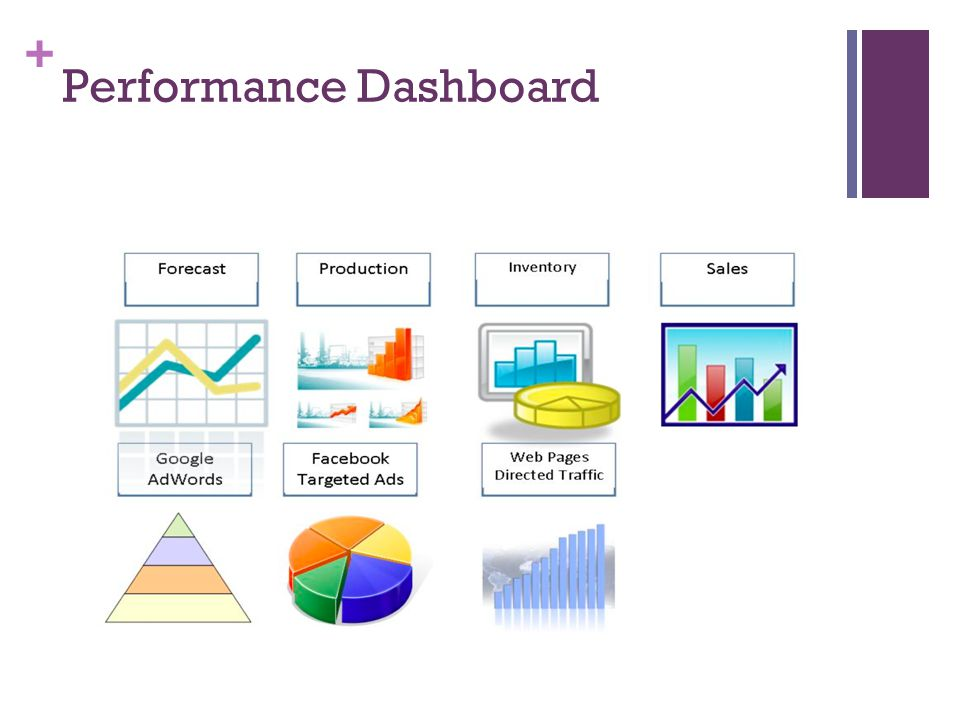 +
Performance Dashboard
Forecast
Production
Inventory
Sales
Google
AdWords
Facebook
Targeted Ads
Web Pages
Directed Traffic